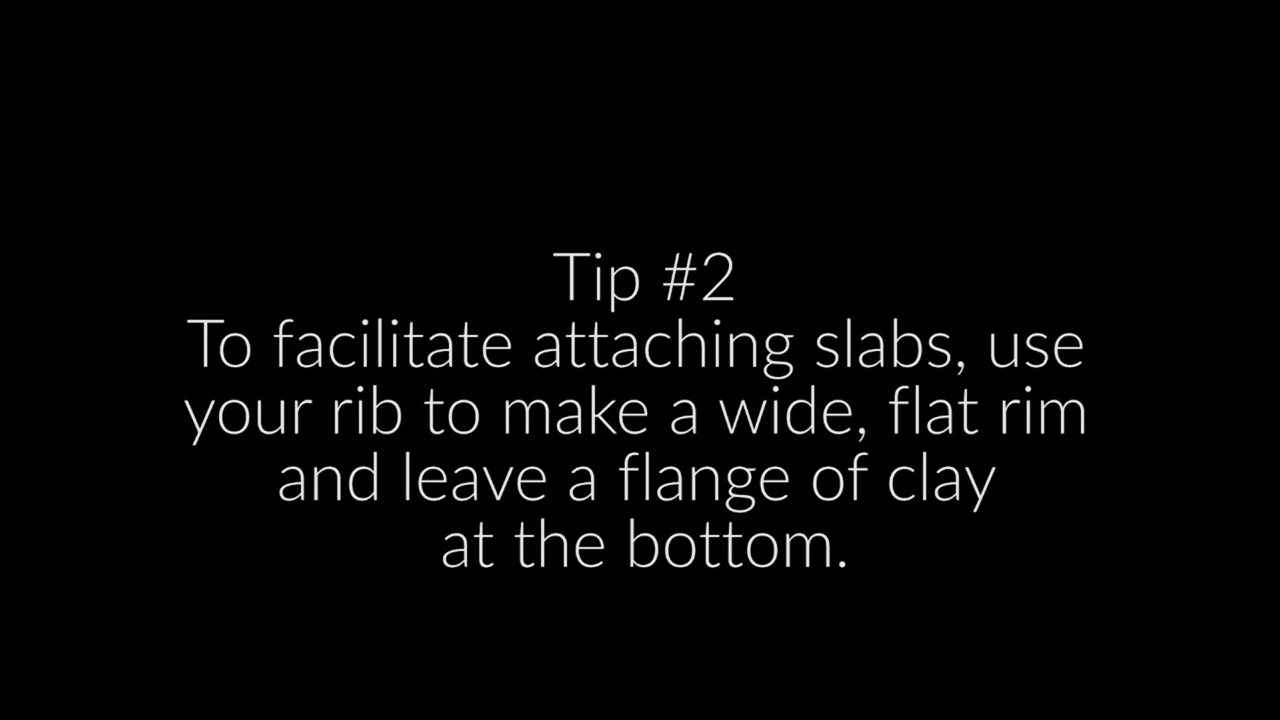 Tip #2
To facilitate attaching slabs, use
your rib to make a wide, flat rim
and leave a flange of clay
at the bottom.